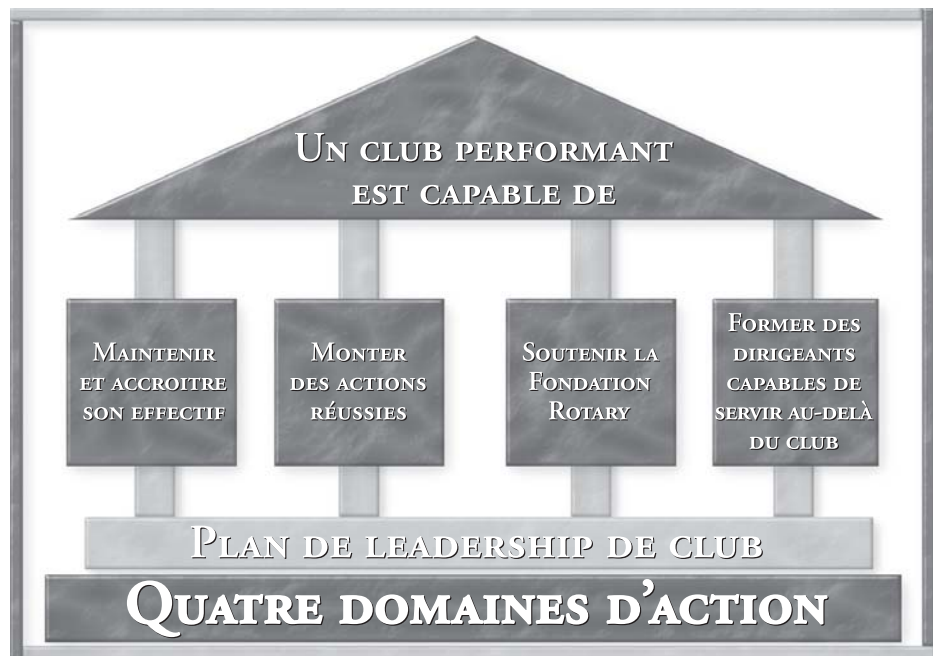 Un club performant
est capable de
Maintenir
et accroitre
son effectif
Monter
des actions
réussies
Soutenir la
Fondation
Rotary
Former des
dirigeants
capables de
servir au-delà
du club
Plan de leadership de club
Quatre domaines d’action